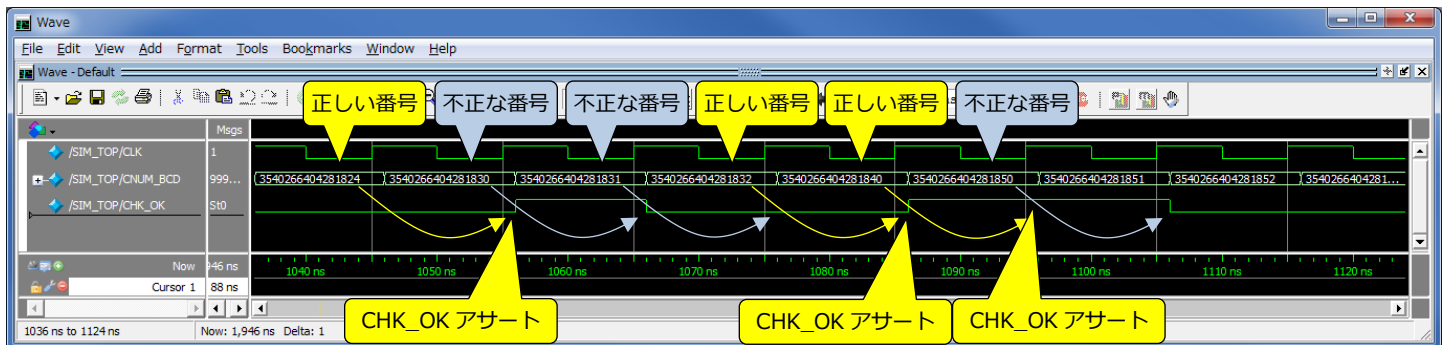 Wave
File Edit View Add Format Tools Bookmarks Window Help
Wave - Default
正しい番号 不正な番号 不正な番号 正しい番号 正しい番号 不正な番号
Msgs
/SIM_TOP/CLK 1
/SIM_TOP/CNUM_BCD 999... 3540266404281824 3540266404281830 3540266404281831 3540266404281832 3540266404281840 3540266404281850 3540266404281851 3540266404281852 3540266404281...
/SIM_TOP/CHK_OK St0
Now 946 ns 1040 ns 1050 ns 1060 ns 1070 ns 1080 ns 1090 ns 1100 ns 1110 ns 1120 ns
Cursor 1 88 ns
CHK_OK アサート CHK_OK アサート CHK_OK アサート
1036 ns to 1124 ns Now: 1,946 ns Delta: 1